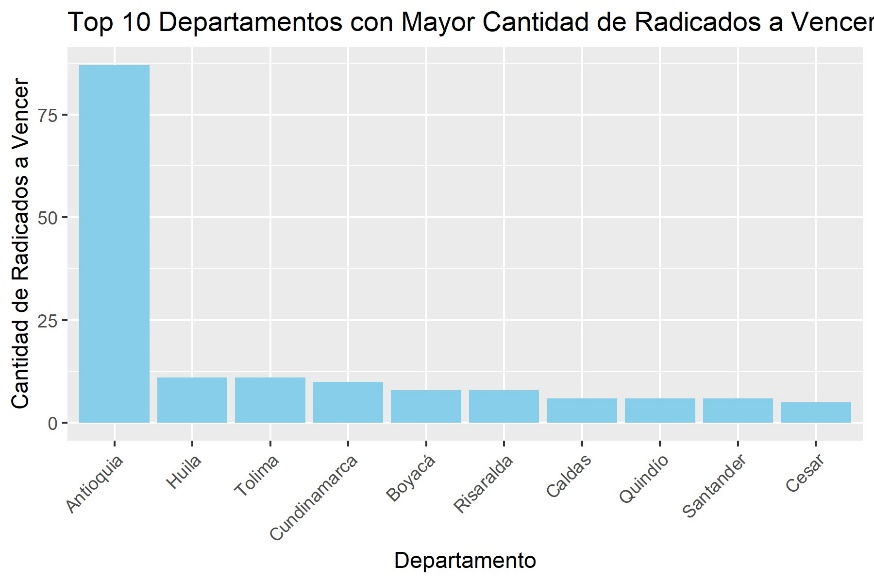 Top 10 Departamentos con Mayor Cantidad de Radicados a Vencer
Cantidad de Radicados a Vencer
75
50
25
0
Antioquia
Huila
Tolima
Cundinamarca
Boyacá
Risaralda
Caldas
Quindio
Santander
Cesar
Departamento